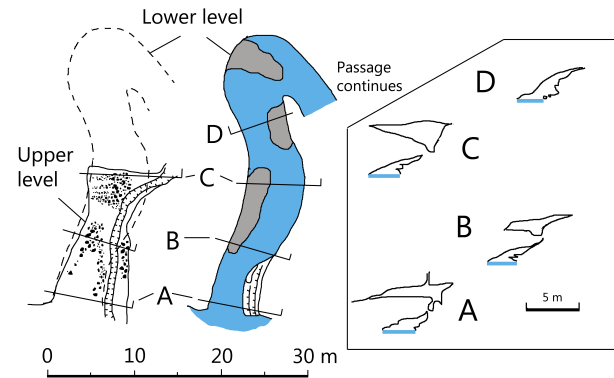 Lower level
Passage
continues
D
D
C
Upper
level
C
B
B
A
A
5 m
0
10
20
30 m